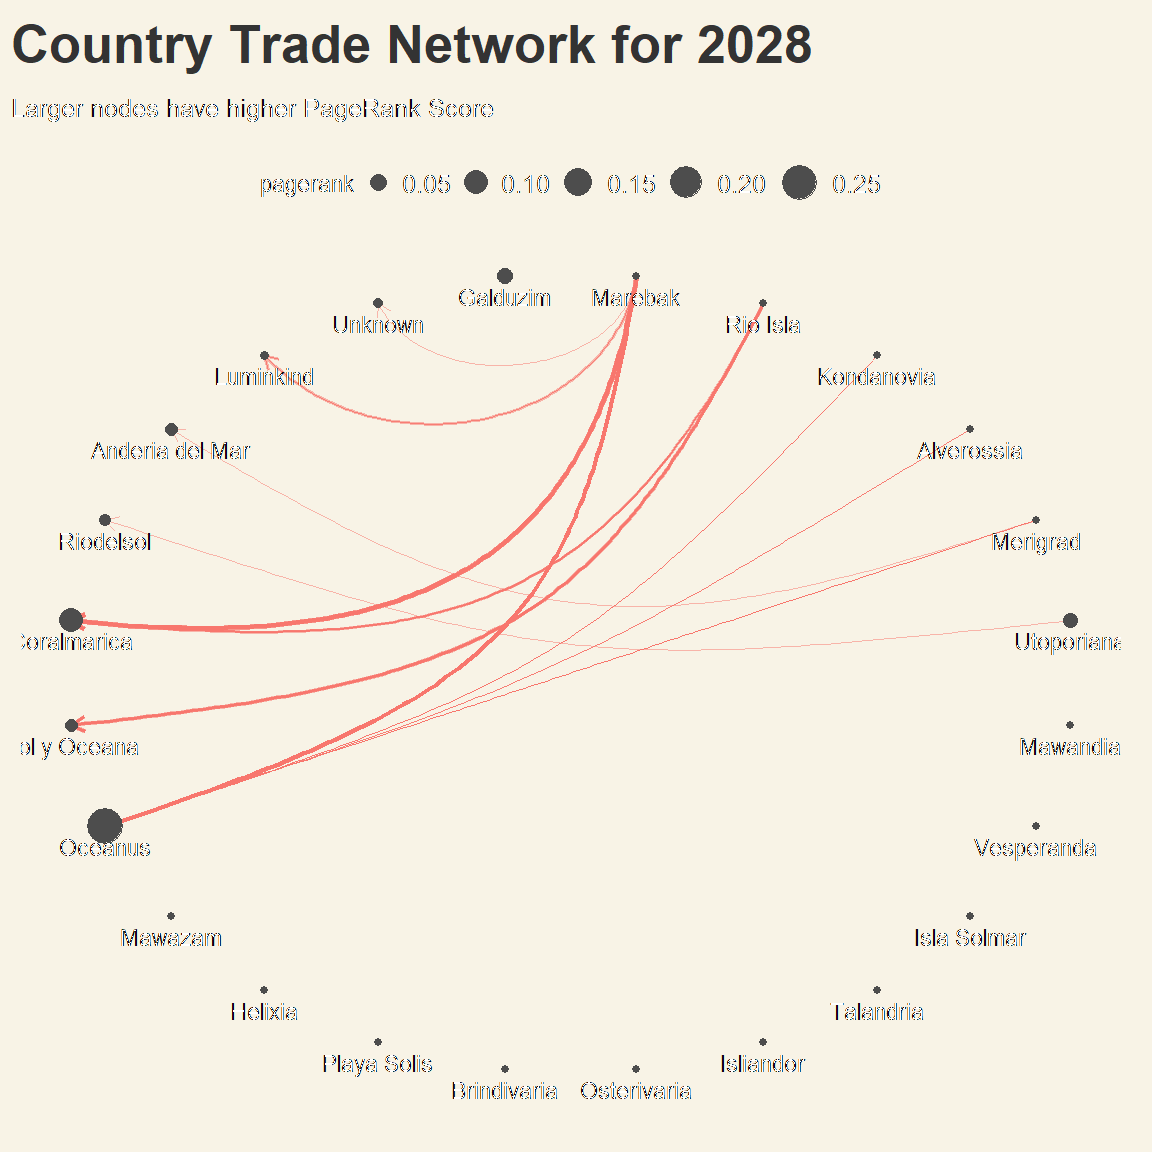 Country Trade Network for 2028
Larger nodes have higher PageRank Score
pagerank 0.05 0.10 0.15 0.20 0.25
Galduzim Marebak
Unknown Rio Isla
Luminkind Kondanovia
Anderia del Mar Alverossia
Riodelsol Merigrad
oralmarica Utoporiana
ol y Oceana Mawandia
Oceanus Vesperanda
Mawazam Isla Solmar
Helixia Talandria
Playa Solis Isliandor
Brindivaria Osterivaria